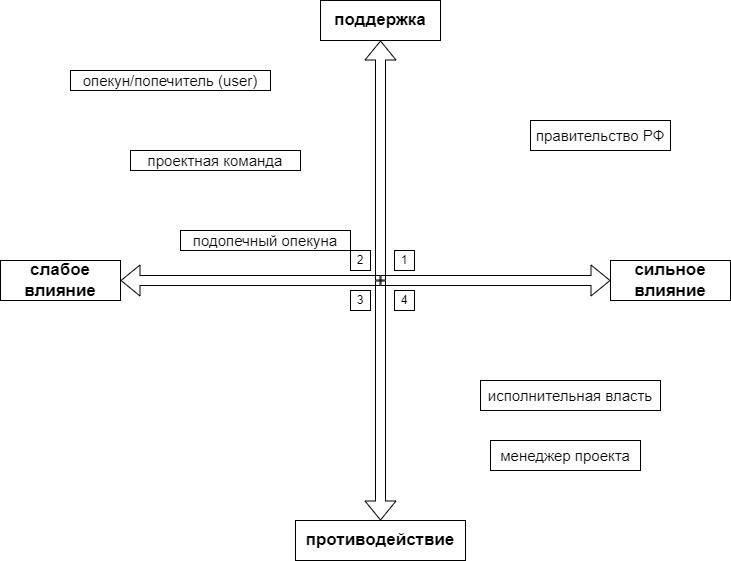 поддержка
опекун/попечитель (user)
правительство РФ
проектная команда
подопечный опекуна
2
1
слабое
влияние
сильное
влияние
3
4
исполнительная власть
менеджер проекта
противодействие